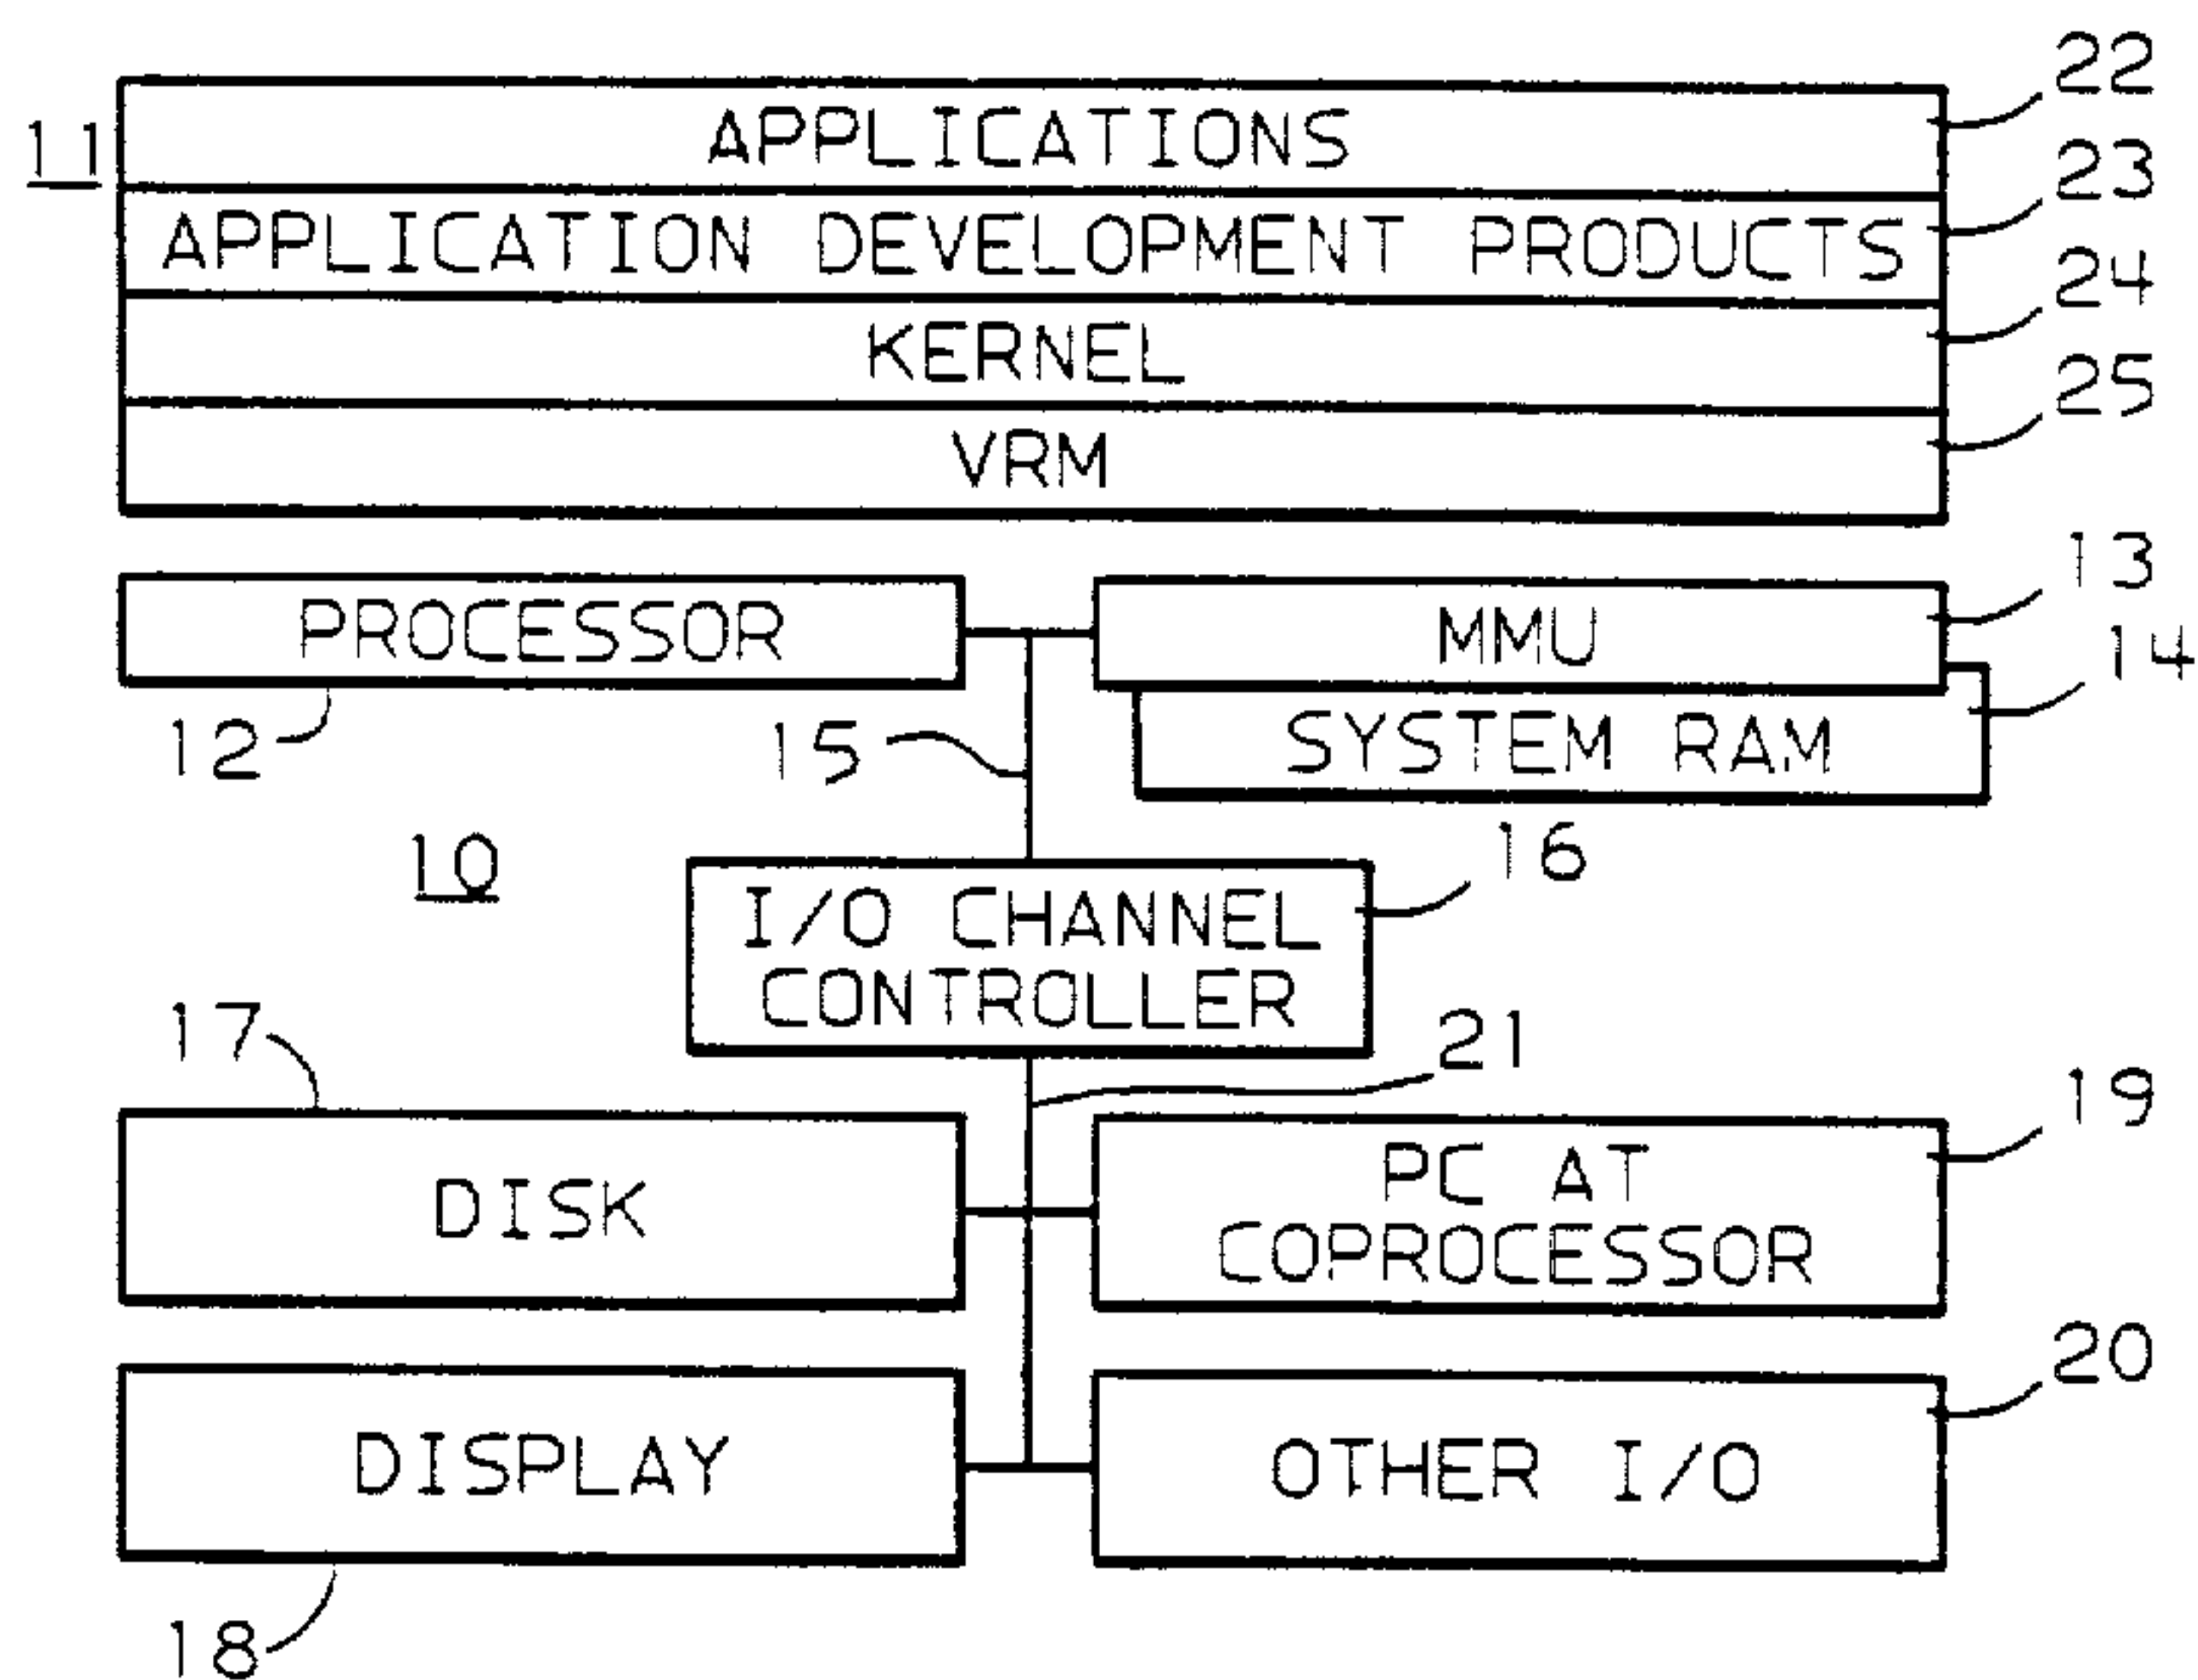 22
APPLICATIONS
11
23
APPLICATION DEVELOPMENT PRODUCTS
24
KERNEL
25
VRM
13
PROCESSOR
MMU
14
12
15
SYSTEM RAM
10
16
I/O CHANNEL
CONTROLLER
17
21
19
DISK
PC AT
COPROCESSOR
20
DISPLAY
OTHER I/O
18